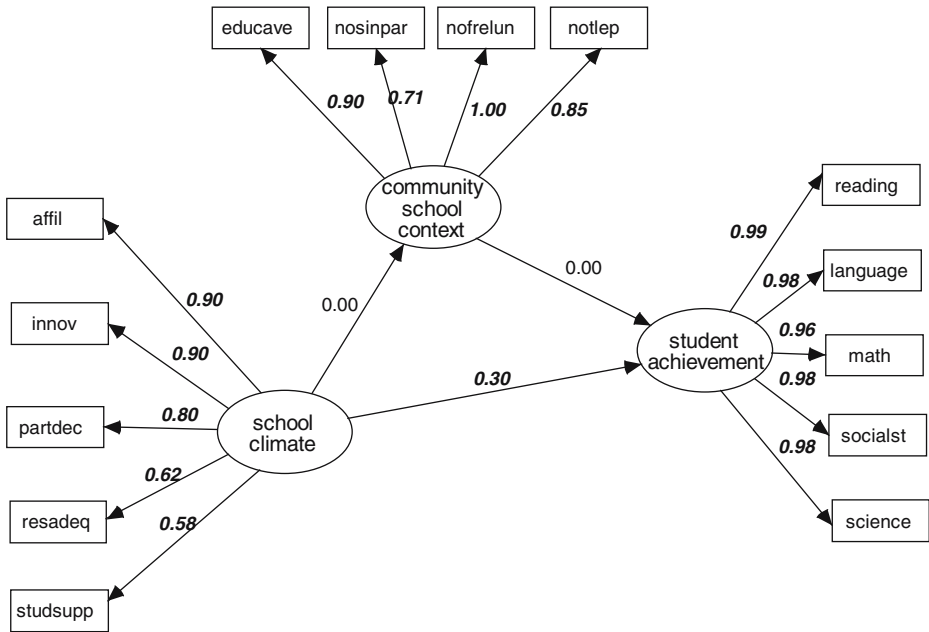 educave
nosinpar
nofrelun
notlep
0.90
0.71
1.00
0.85
community
school
context
reading
affil
0.99
language
0.90
0.00
0.98
innov
0.00
student
achievement
0.96
math
0.90
0.30
0.98
partdec
0.80
school
climate
socialst
0.98
0.62
resadeq
0.58
science
studsupp